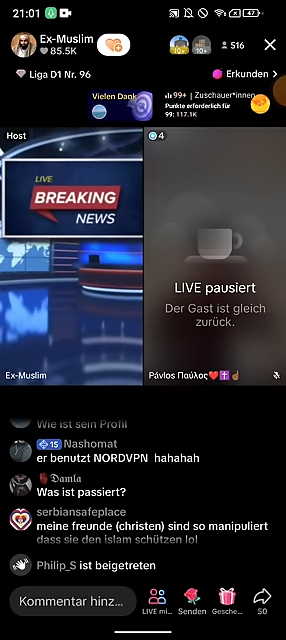 21:01
47
Ex-Muslim
85.5K
516
Liga D1 Nr. 96
Erkunden >
Vielen Dank
99+ | Zuschauer*innen
Punkte erforderlich für
99: 117.1K
Host
4
LIVE
BREAKING
NEWS
LIVE pausiert
Der Gast ist gleich
zurück.
Ex-Muslim
Pávlos Παύλος❤️✝️☝🏾
Wie ist sein Profil
15 Nashomat
er benutzt NORDVPN hahahah
𝔇𝔞𝔪𝔩𝔞
Was ist passiert?
serbiansafeplace
meine freunde (christen) sind so manipuliert
dass sie den islam schützen lol
Philip_S ist beigetreten
Kommentar hinz...
LIVE mi...
Senden
Gesche...
50